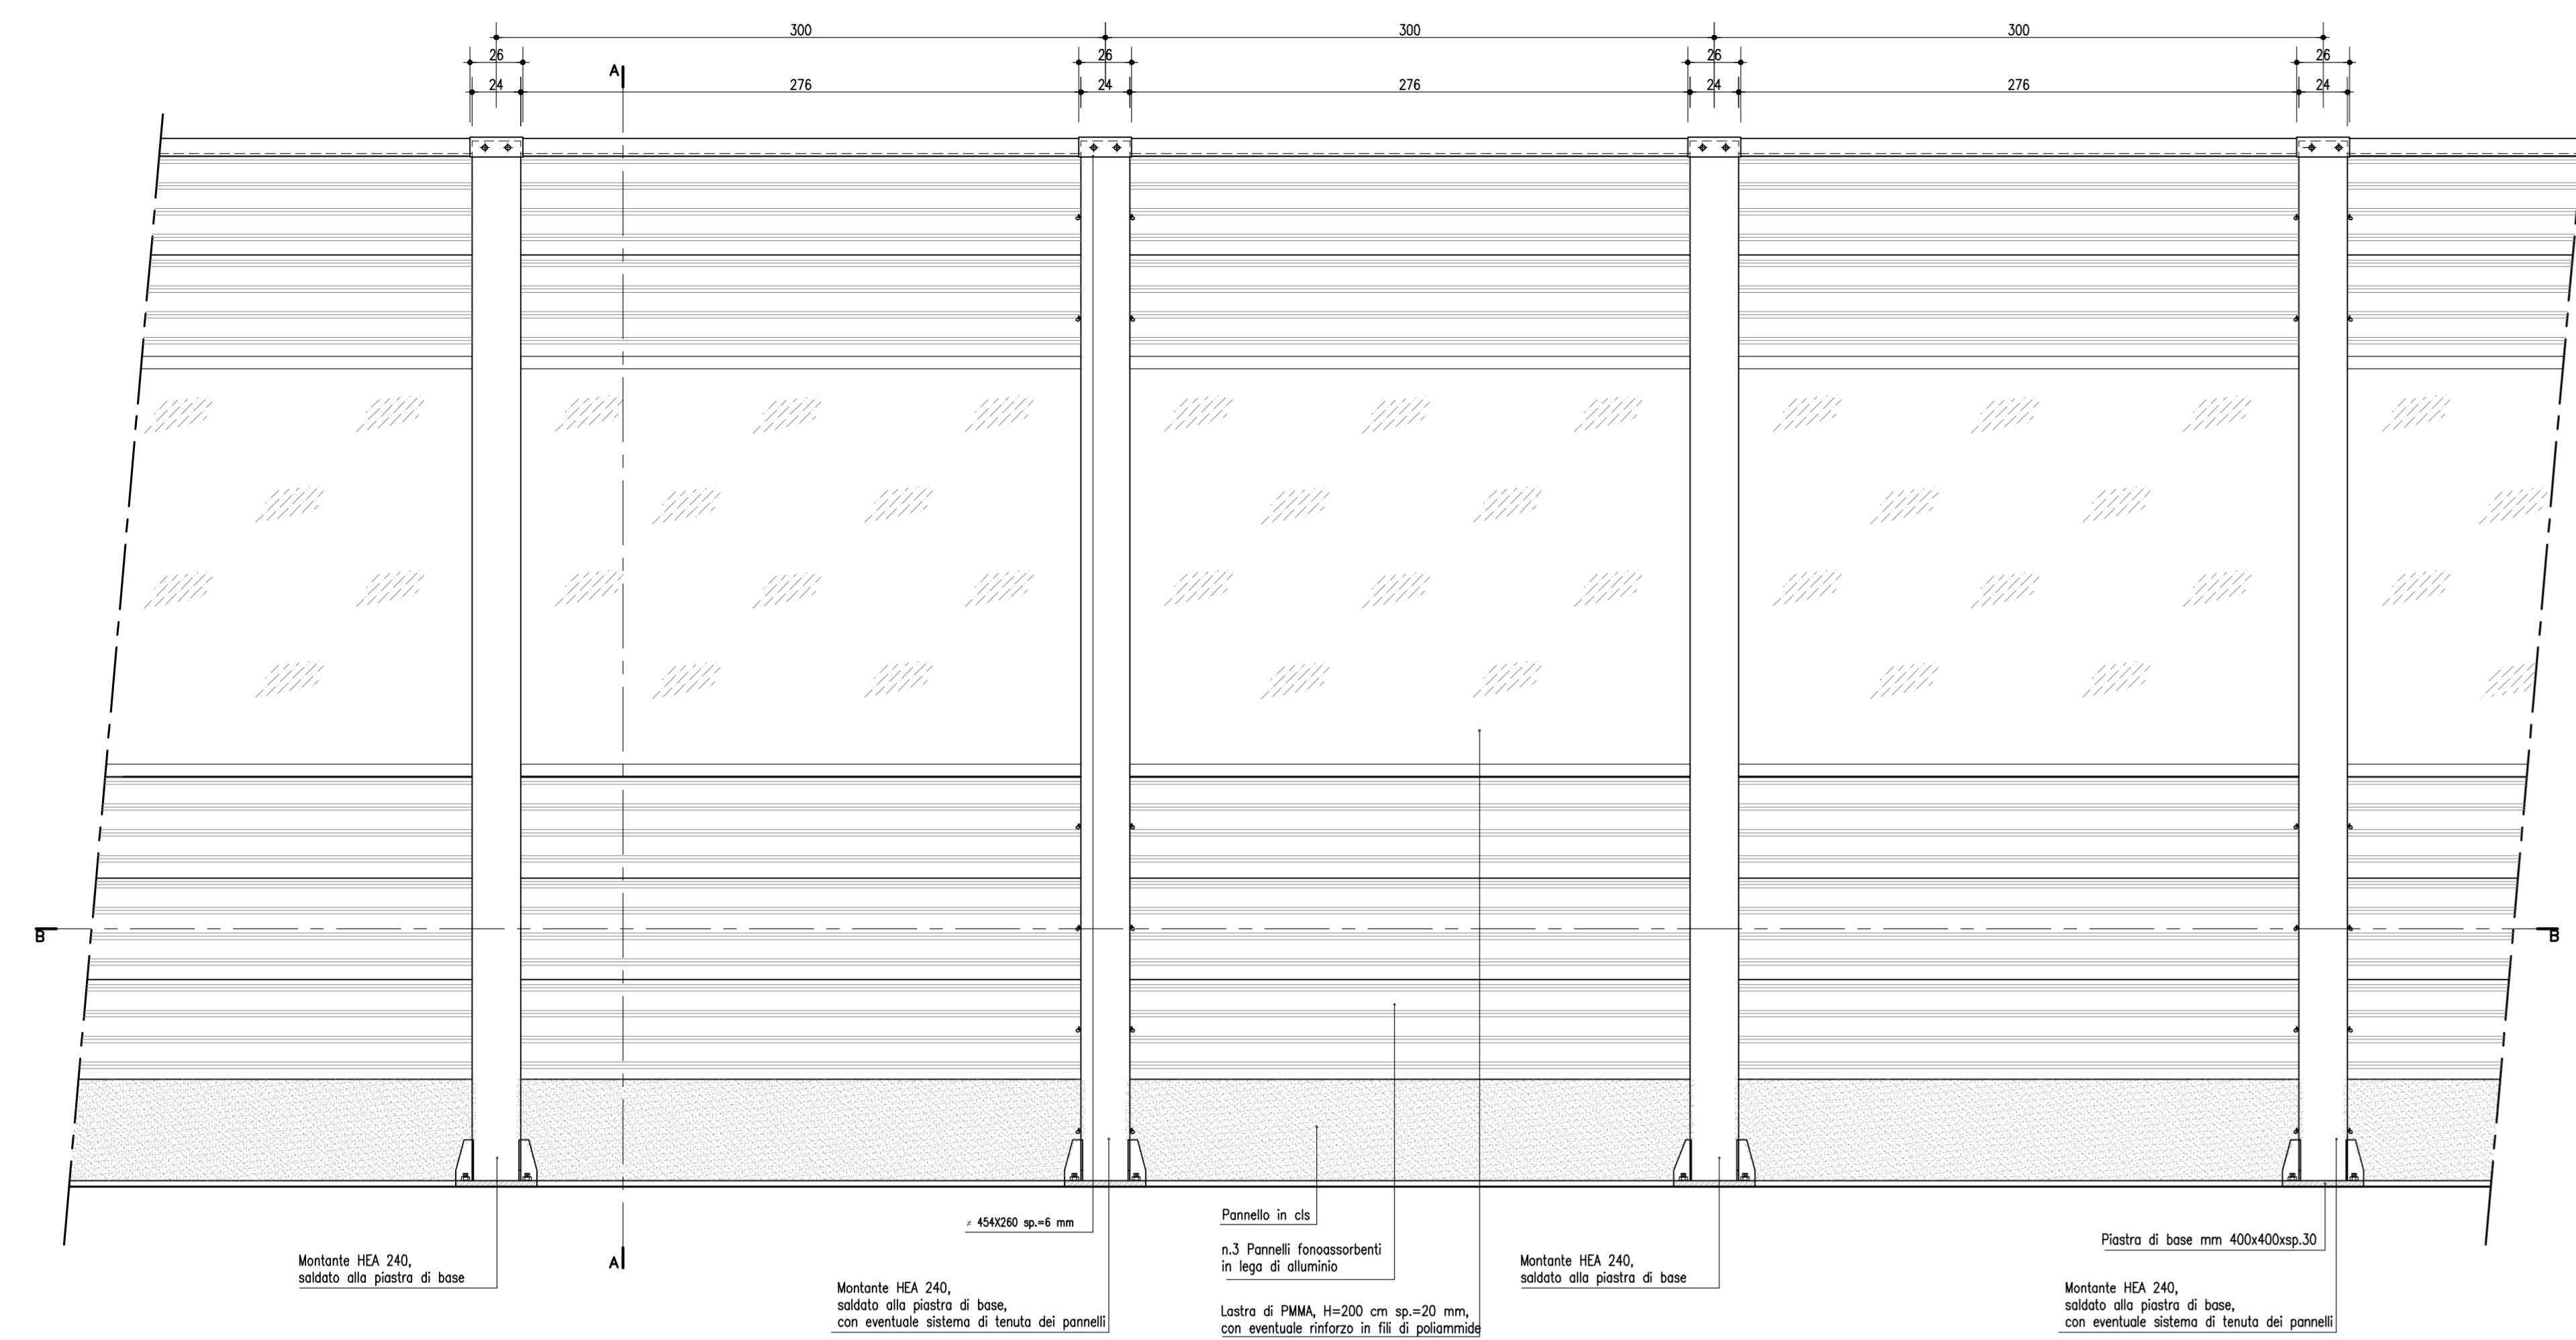 300 300 300
26 26 26 26
A
24 276 24 276 24 276 24
B B
≠ 454X260 sp.=6 mm
Pannello in cls
Piastra di base mm 400x400xsp.30
n.3 Pannelli fonoassorbenti
in lega di alluminio
Montante HEA 240,
saldato alla piastra di base
A
Montante HEA 240,
saldato alla piastra di base
Montante HEA 240,
saldato alla piastra di base,
con eventuale sistema di tenuta dei pannelli
Lastra di PMMA, H=200 cm sp.=20 mm,
con eventuale rinforzo in fili di poliammide
Montante HEA 240,
saldato alla piastra di base,
con eventuale sistema di tenuta dei pannelli